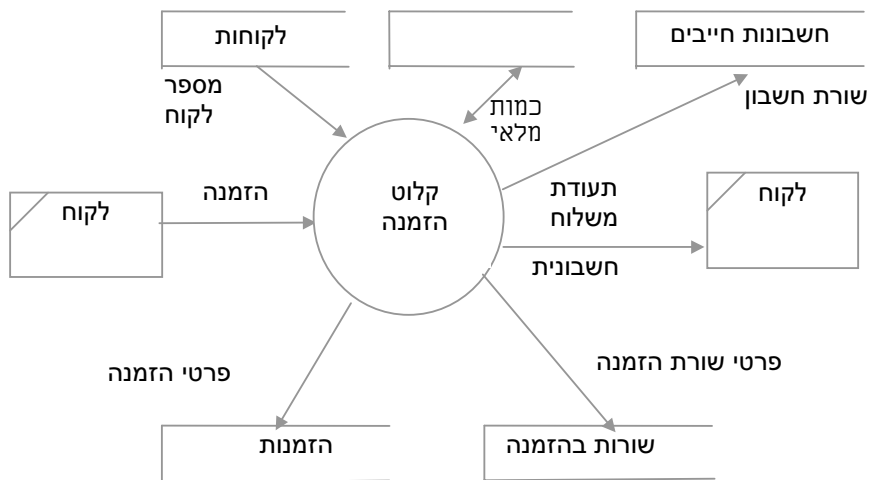 חשבונות חייבים
לקוחות
שורת חשבון
כמות
מלאי
מספר
לקוח
לקוח
תעודת
משלוח
חשבונית
קלוט
הזמנה
הזמנה
לקוח
פרטי שורת הזמנה
פרטי הזמנה
שורות בהזמנה
הזמנות